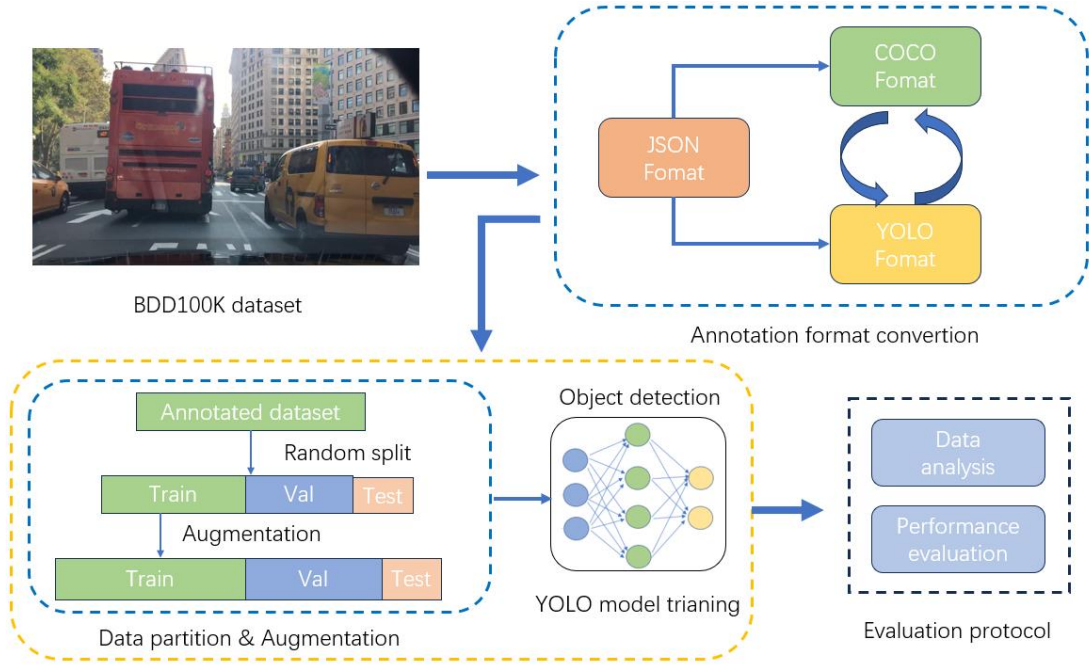 COCO
Fomat
JSON
Fomat
YOLO
Fomat
BDD100K dataset
Annotation format convertion
Annotated dataset
Random split
Train Val Test
Augmentation
Train Val Test
Data partition & Augmentation
Object detection
YOLO model trianing
Data
analysis
Performance
evaluation
Evaluation protocol